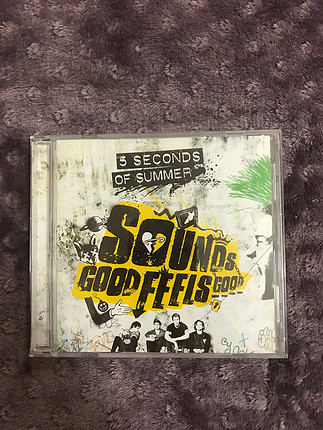 5 SECONDS
OF SUMMER
SOUNDS
GOOD FEELS GOOD